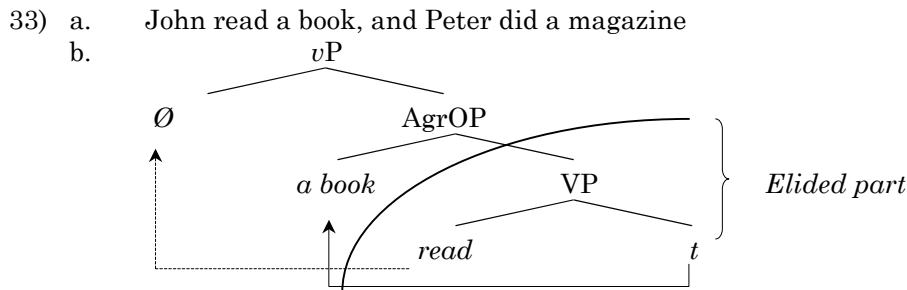 33) a. John read a book, and Peter did a magazine
b. vP
Ø AgrOP
a book VP Elided part
read t